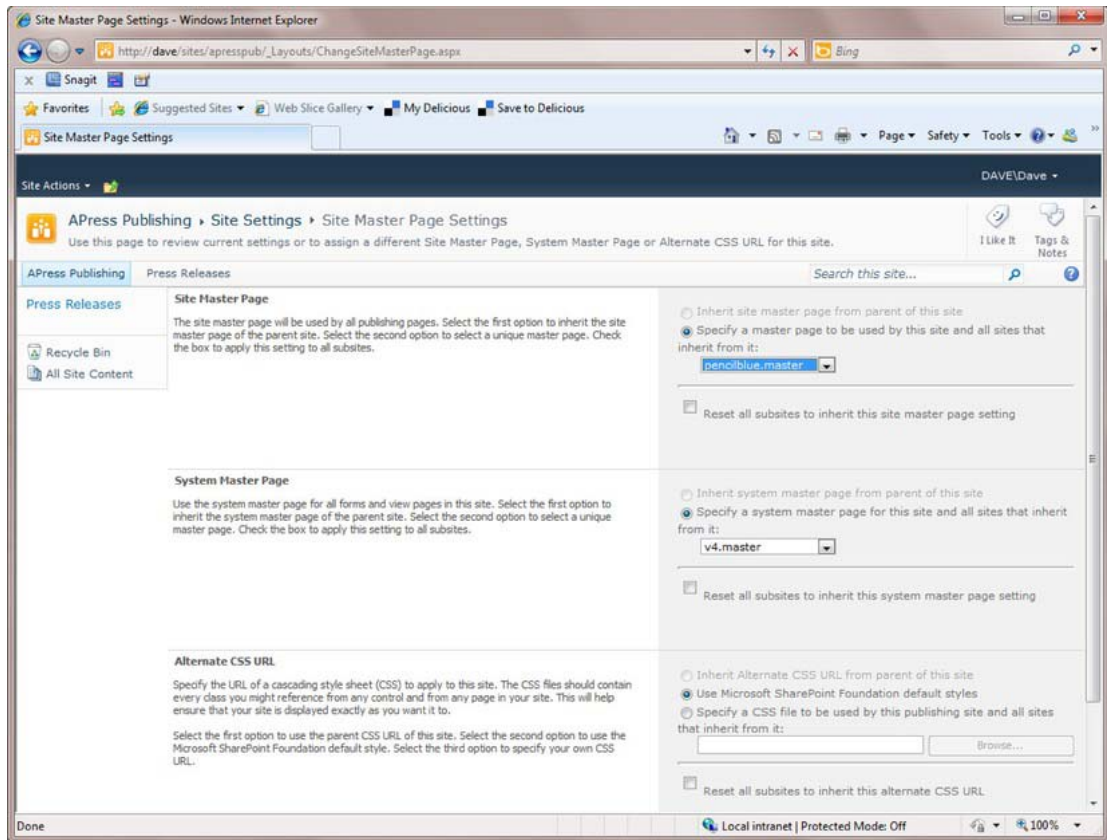 Site Master Page Settings - Windows Internet Explorer
http://dave/sites/apresspub/_Layouts/ChangeSiteMasterPage.aspx
Bing
x Snagit
Favorites Suggested Sites Web Slice Gallery My Delicious Save to Delicious
Site Master Page Settings
Page Safety Tools
Site Actions
DAVE\Dave
APress Publishing Site Settings Site Master Page Settings
Use this page to review current settings or to assign a different Site Master Page, System Master Page or Alternate CSS URL for this site.
I Like It
Tags &
Notes
APress Publishing Press Releases
Search this site...
Press Releases
Recycle Bin
All Site Content
Site Master Page
The site master page will be used by all publishing pages. Select the first option to inherit the site
master page of the parent site. Select the second option to select a unique master page. Check
the box to apply this setting to all subsites.
Inherit site master page from parent of this site
Specify a master page to be used by this site and all sites that
inherit from it:
pencilblue.master
Reset all subsites to inherit this site master page setting
System Master Page
Use the system master page for all forms and view pages in this site. Select the first option to
inherit the system master page of the parent site. Select the second option to select a unique
master page. Check the box to apply this setting to all subsites.
Inherit system master page from parent of this site
Specify a system master page for this site and all sites that inherit
from it:
v4.master
Reset all subsites to inherit this system master page setting
Alternate CSS URL
Specify the URL of a cascading style sheet (CSS) to apply to this site. The CSS files should contain
every class you might reference from any control and from any page in your site. This will help
ensure that your site is displayed exactly as you want it to.
Select the first option to use the parent CSS URL of this site. Select the second option to use the
Microsoft SharePoint Foundation default style. Select the third option to specify your own CSS
URL.
Inherit Alternate CSS URL from parent of this site
Use Microsoft SharePoint Foundation default styles
Specify a CSS file to be used by this publishing site and all sites
that inherit from it:
Browse...
Reset all subsites to inherit this alternate CSS URL
Done
Local intranet | Protected Mode: Off
100%